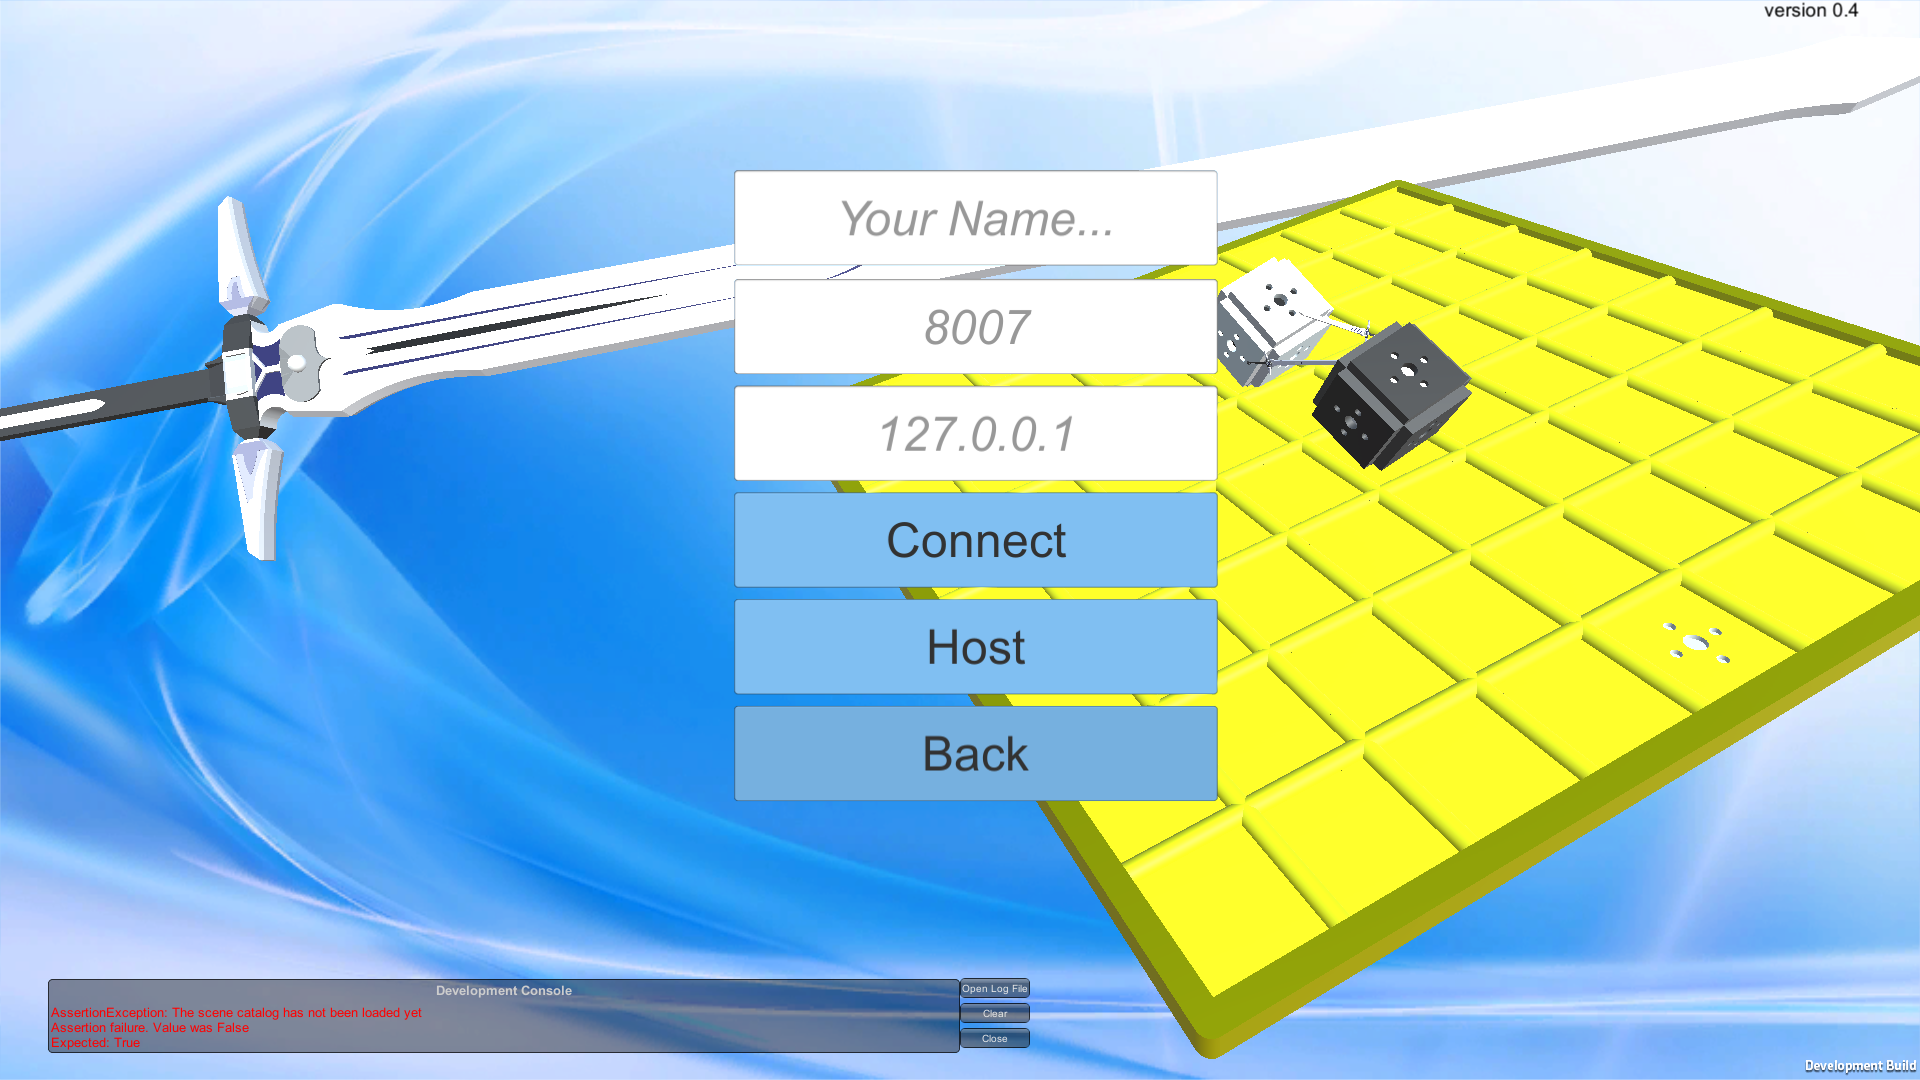 version 0.4
Your Name...
8007
127.0.0.1
Connect
Host
Back
Development Console
Open Log File
AssertionException: The scene catalog has not been loaded yet
Clear
Assertion failure. Value was False
Expected: True
Close
Development Build